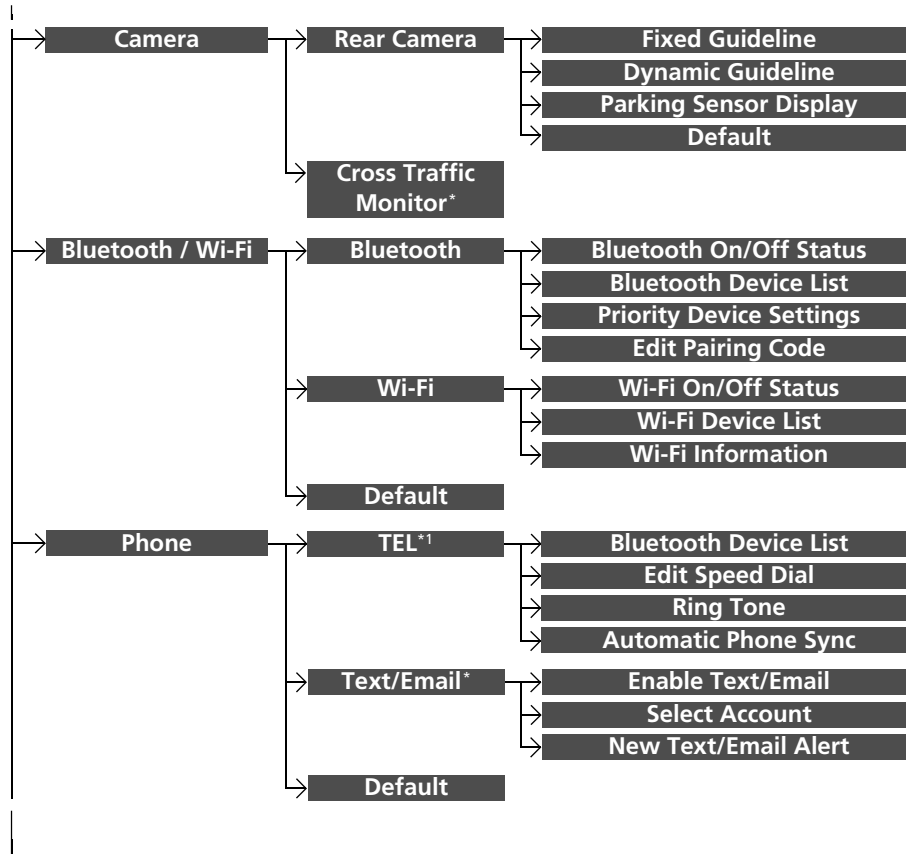 Camera
Rear Camera
Fixed Guideline
Dynamic Guideline
Parking Sensor Display
Default
Cross Traffic
Monitor*
Bluetooth / Wi-Fi
Bluetooth
Bluetooth On/Off Status
Bluetooth Device List
Priority Device Settings
Edit Pairing Code
Wi-Fi
Wi-Fi On/Off Status
Wi-Fi Device List
Wi-Fi Information
Default
Phone
TEL*1
Bluetooth Device List
Edit Speed Dial
Ring Tone
Automatic Phone Sync
Text/Email*
Enable Text/Email
Select Account
New Text/Email Alert
Default